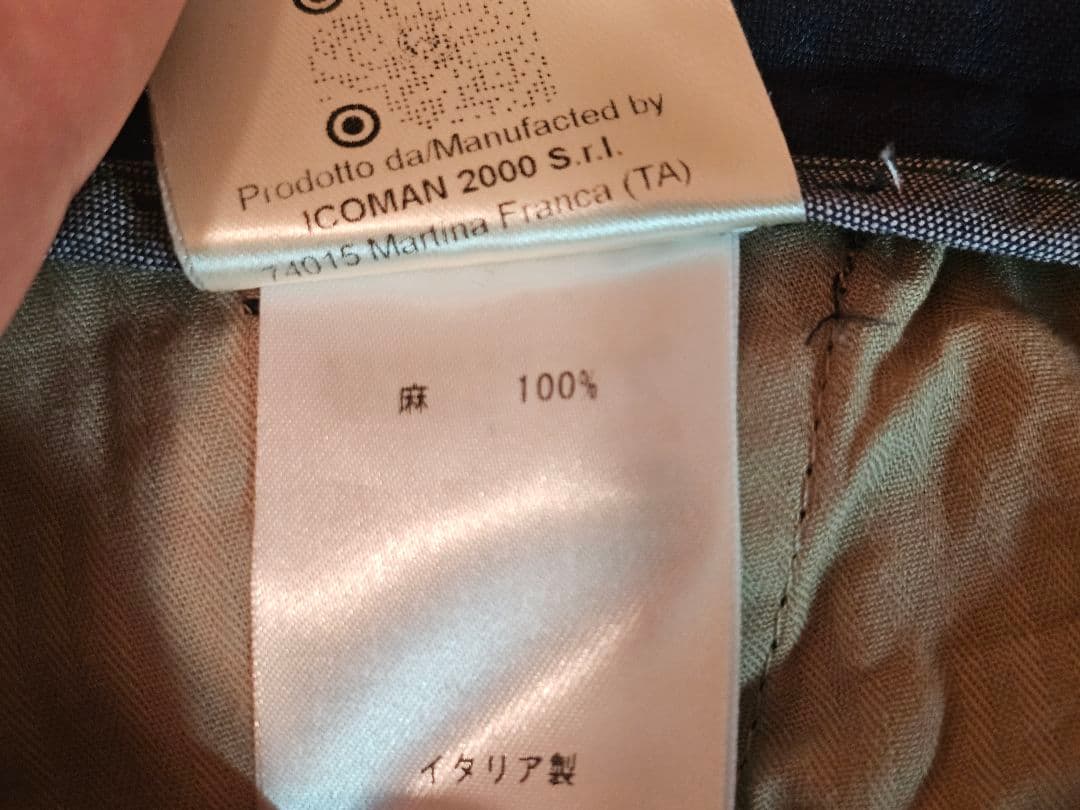 Prodotto da/Manufacted by
ICOMAN 2000 S.r.l.
74015 Martina Franca (TA)
麻 100%
イタリア製